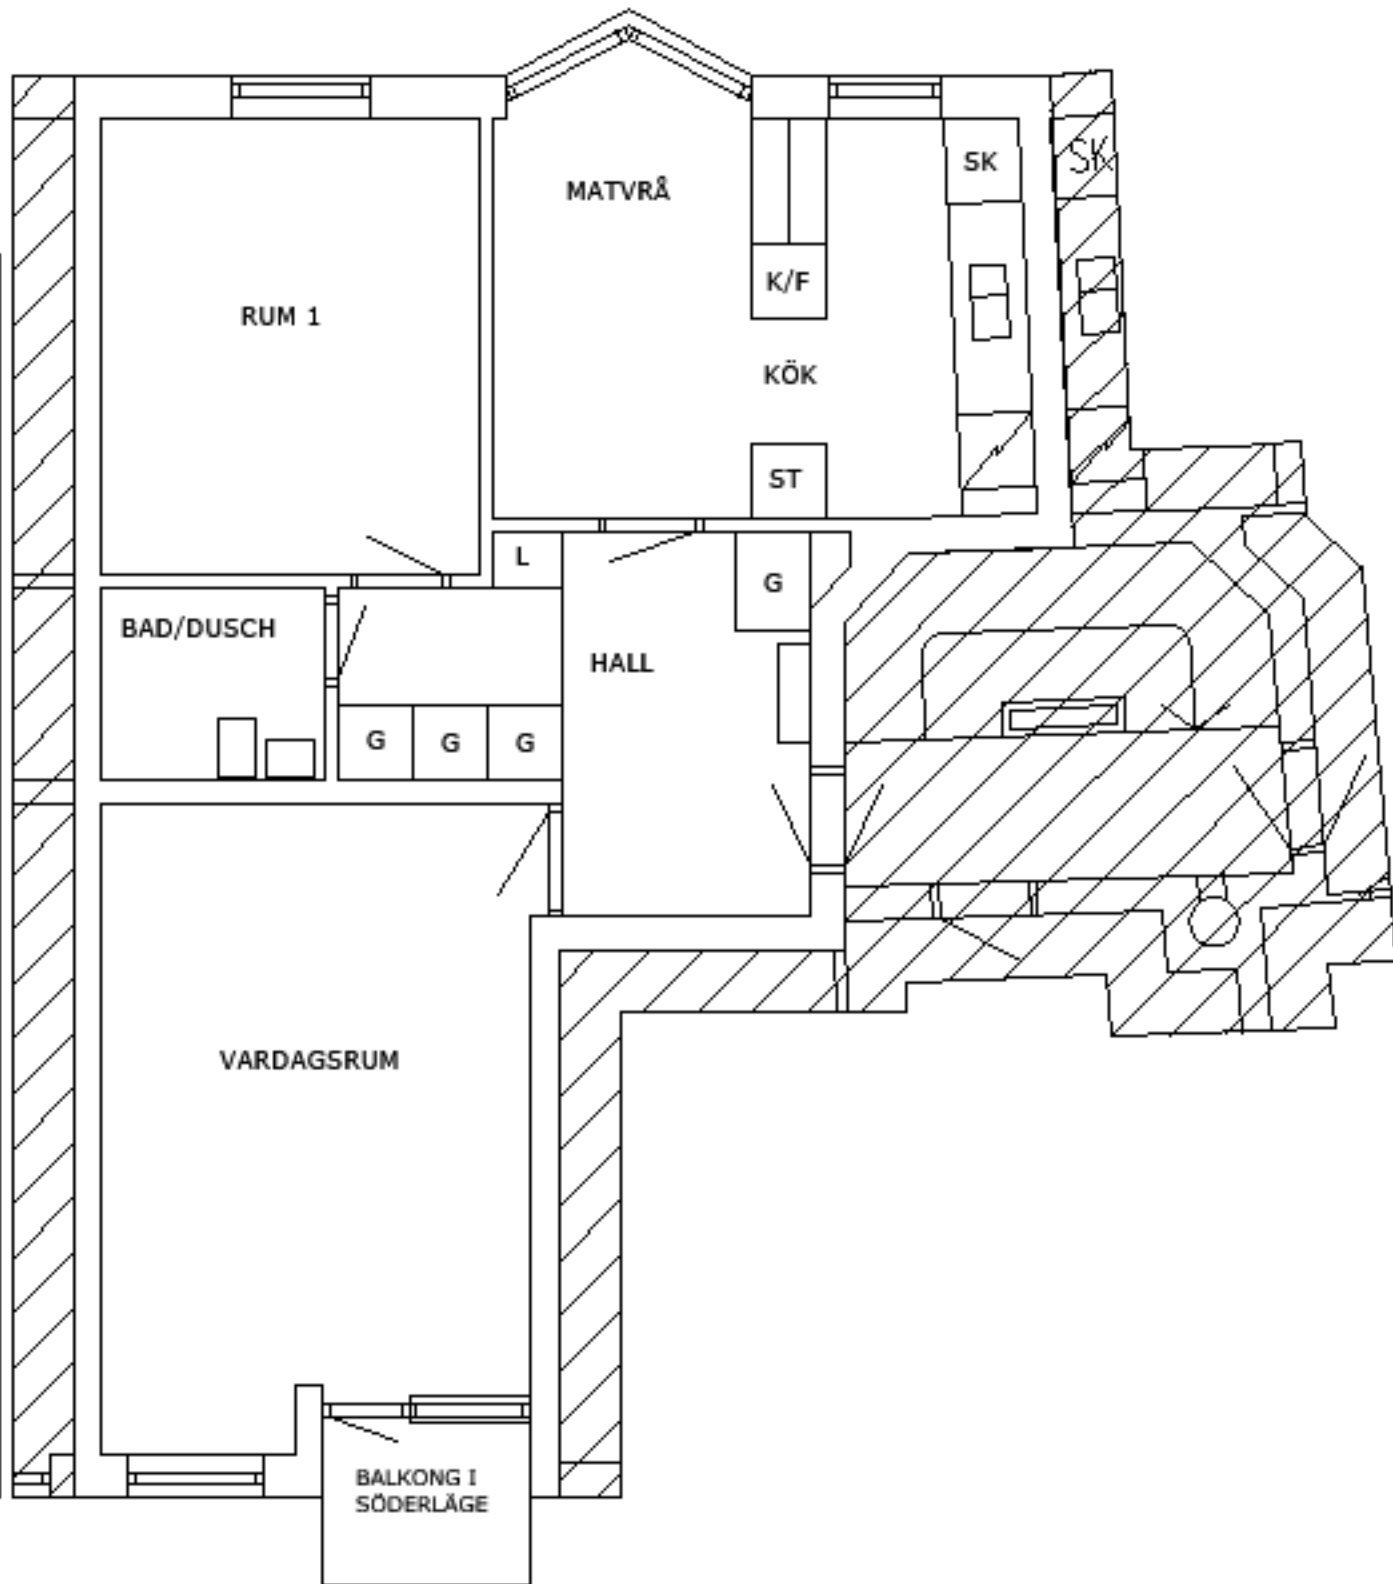 MATVRÅ
SK
SK
K/F
RUM 1
KÖK
ST
L
G
BAD/DUSCH
HALL
G
G
G
VARDAGSRUM
BALKONG I
SÖDERLÄGE